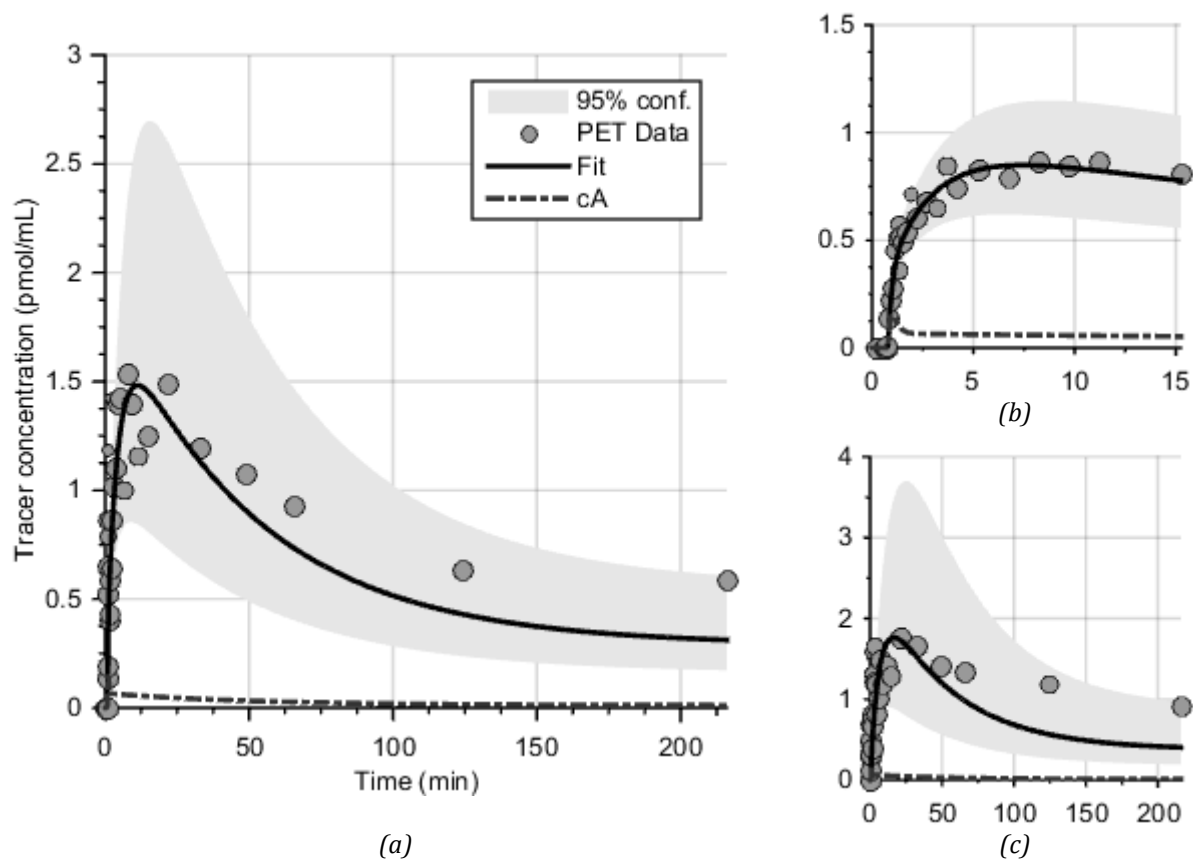 3
2.5
2
1.5
1
0.5
0
Tracer concentration (pmol/mL)
95% conf.
PET Data
Fit
cA
0 50 100 150 200
Time (min)
(a)
1.5
1
0.5
0
0 5 10 15
(b)
4
3
2
1
0
0 50 100 150 200
(c)